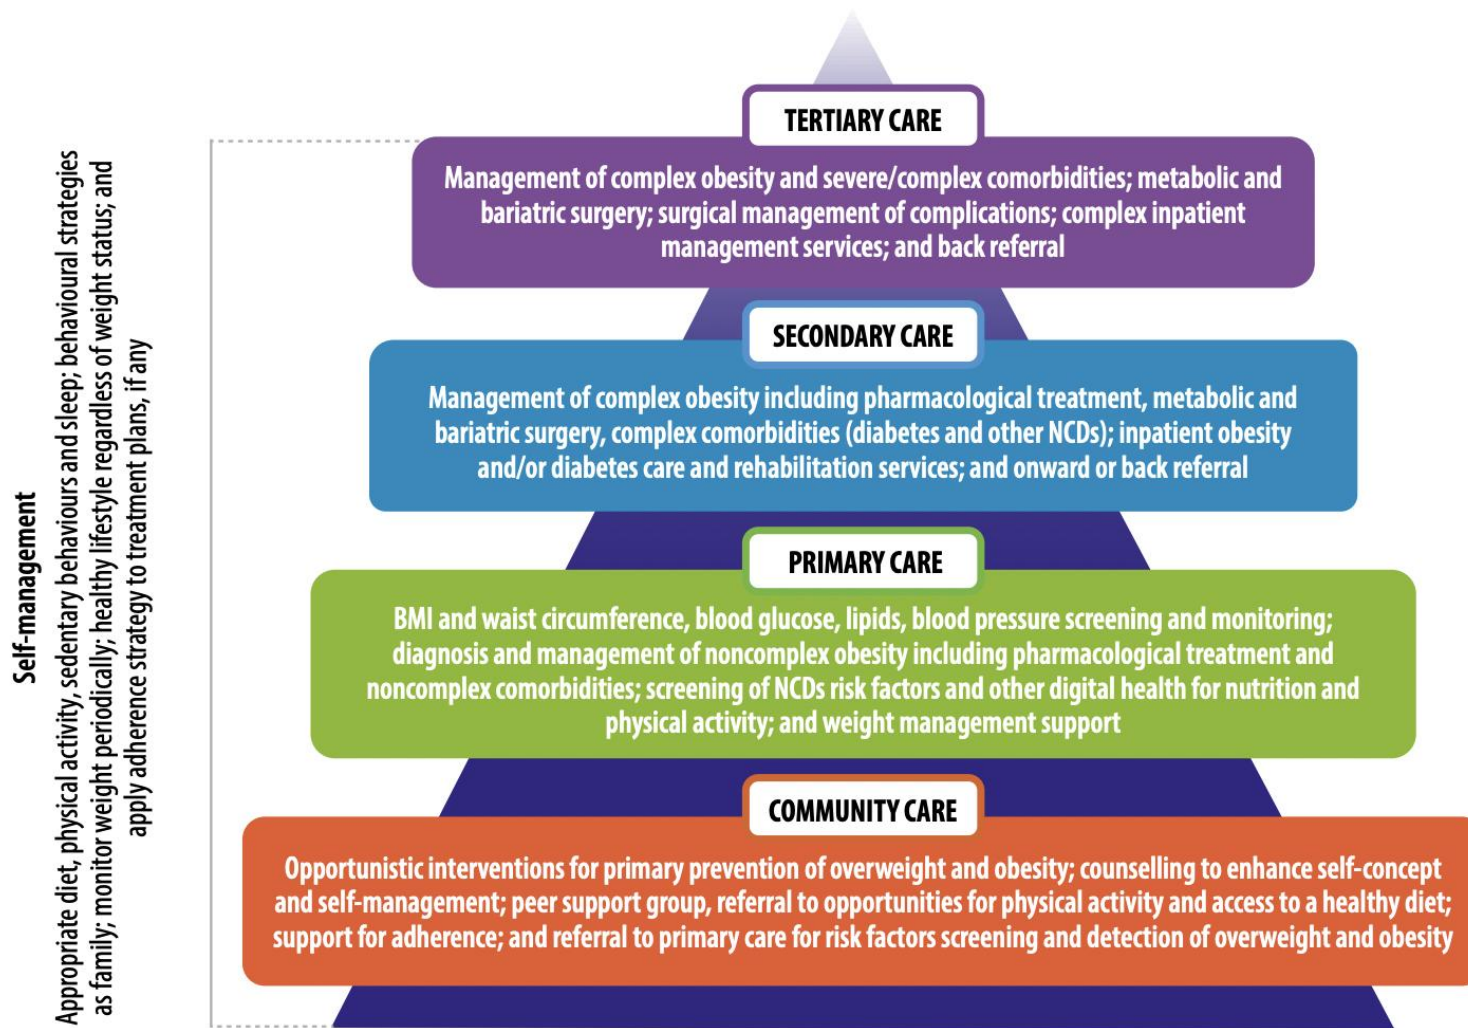 Self-management
Appropriate diet, physical activity, sedentary behaviours and sleep; behavioural strategies
as family; monitor weight periodically; healthy lifestyle regardless of weight status; and
apply adherence strategy to treatment plans, if any
TERTIARY CARE
Management of complex obesity and severe/complex comorbidities; metabolic and
bariatric surgery; surgical management of complications; complex inpatient
management services; and back referral
SECONDARY CARE
Management of complex obesity including pharmacological treatment, metabolic and
bariatric surgery, complex comorbidities (diabetes and other NCDs); inpatient obesity
and/or diabetes care and rehabilitation services; and onward or back referral
PRIMARY CARE
BMI and waist circumference, blood glucose, lipids, blood pressure screening and monitoring;
diagnosis and management of noncomplex obesity including pharmacological treatment and
noncomplex comorbidities; screening of NCDs risk factors and other digital health for nutrition and
physical activity; and weight management support
COMMUNITY CARE
Opportunistic interventions for primary prevention of overweight and obesity; counselling to enhance self-concept
and self-management; peer support group, referral to opportunities for physical activity and access to a healthy diet;
support for adherence; and referral to primary care for risk factors screening and detection of overweight and obesity